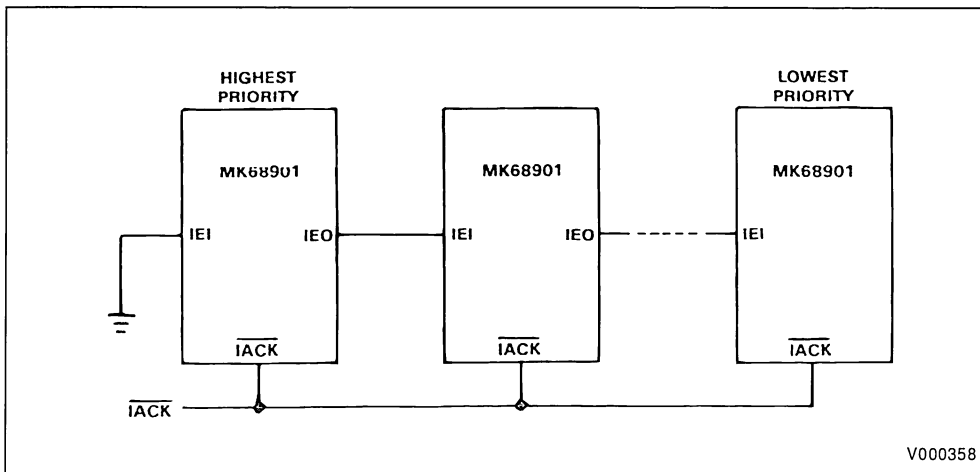 HIGHEST
PRIORITY
LOWEST
PRIORITY
MK68901
MK68901
MK68901
IEI
IEO
IEI
IEO
IEI
IACK
IACK
IACK
IACK
V000358